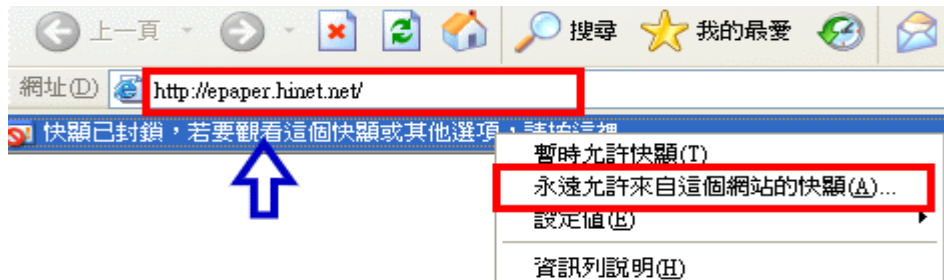 上一頁 搜尋 我的最愛
網址(D) http://epaper.hinet.net/
快顯已封鎖，若要觀看這個快顯或其他選項，請按這裡
暫時允許快顯(T)
永遠允許來自這個網站的快顯(A)...
設定值(E)
資訊列說明(H)